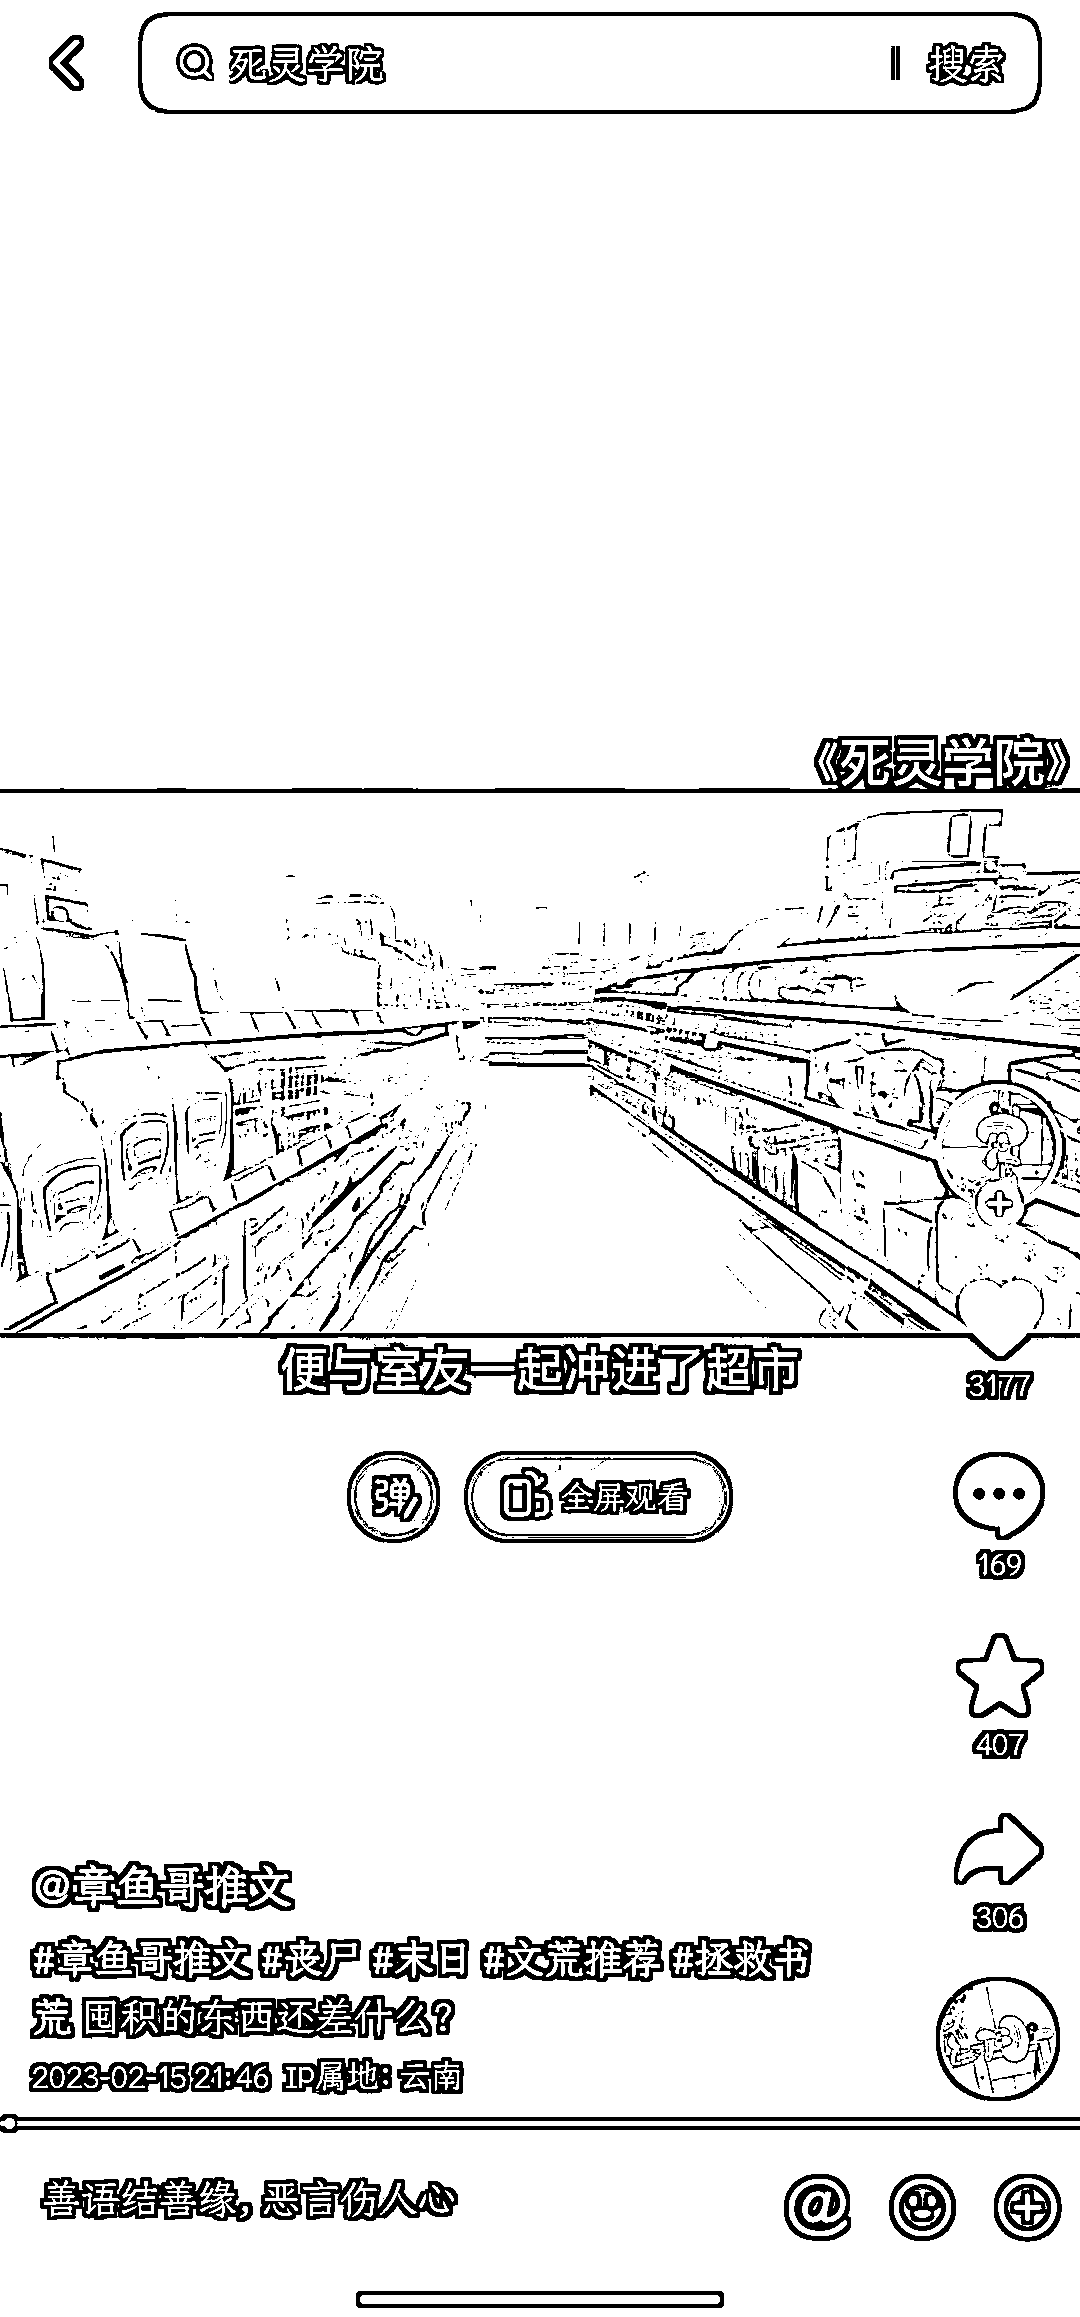 死灵学院 搜索
《死灵学院》
便与室友一起冲进了超市
3177
弹 全屏观看
169
407
306
@章鱼哥推文
#章鱼哥推文 #丧尸 #末日 #文荒推荐 #拯救书
荒 囤积的东西还差什么?
2023-02-15 21:46 IP属地: 云南
善语结善缘, 恶言伤人心